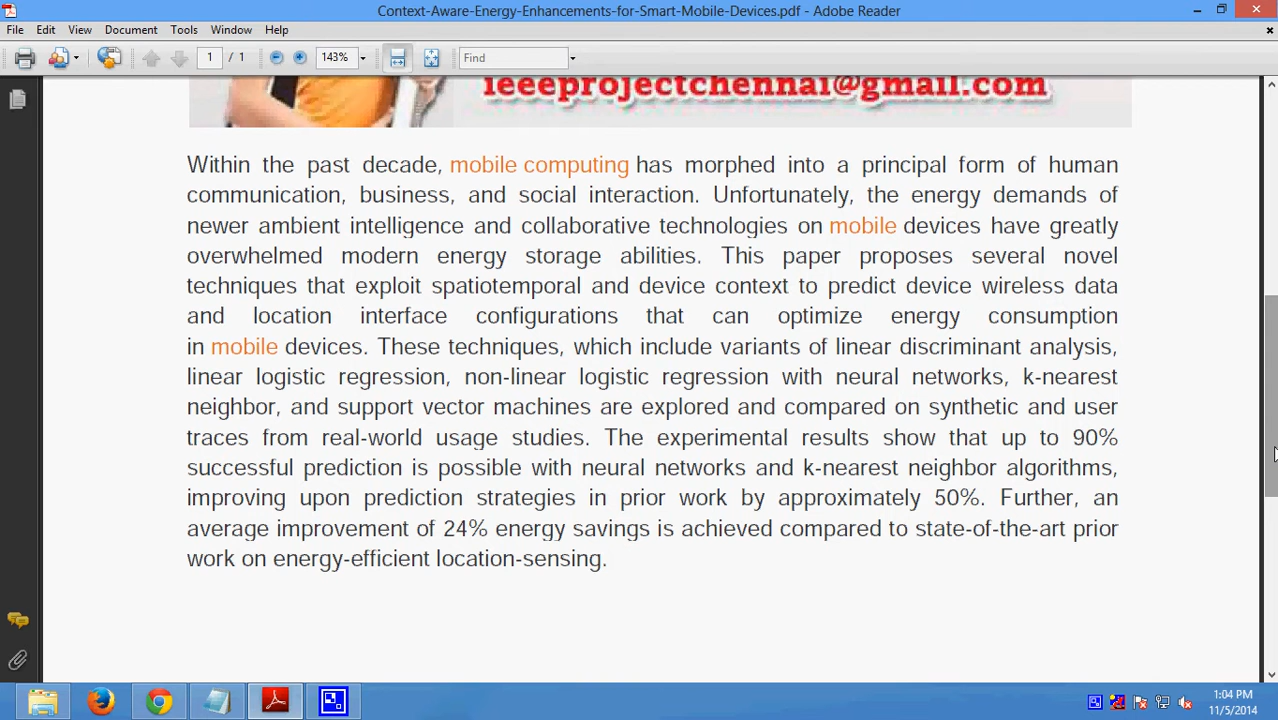 Context-Aware-Energy-Enhancements-for-Smart-Mobile-Devices.pdf - Adobe Reader
File Edit View Document Tools Window Help
1 / 1 143% Find
ieeeprojectchennai@gmail.com
Within the past decade, mobile computing has morphed into a principal form of human
communication, business, and social interaction. Unfortunately, the energy demands of
newer ambient intelligence and collaborative technologies on mobile devices have greatly
overwhelmed modern energy storage abilities. This paper proposes several novel
techniques that exploit spatiotemporal and device context to predict device wireless data
and location interface configurations that can optimize energy consumption
in mobile devices. These techniques, which include variants of linear discriminant analysis,
linear logistic regression, non-linear logistic regression with neural networks, k-nearest
neighbor, and support vector machines are explored and compared on synthetic and user
traces from real-world usage studies. The experimental results show that up to 90%
successful prediction is possible with neural networks and k-nearest neighbor algorithms,
improving upon prediction strategies in prior work by approximately 50%. Further, an
average improvement of 24% energy savings is achieved compared to state-of-the-art prior
work on energy-efficient location-sensing.
1:04 PM
11/5/2014